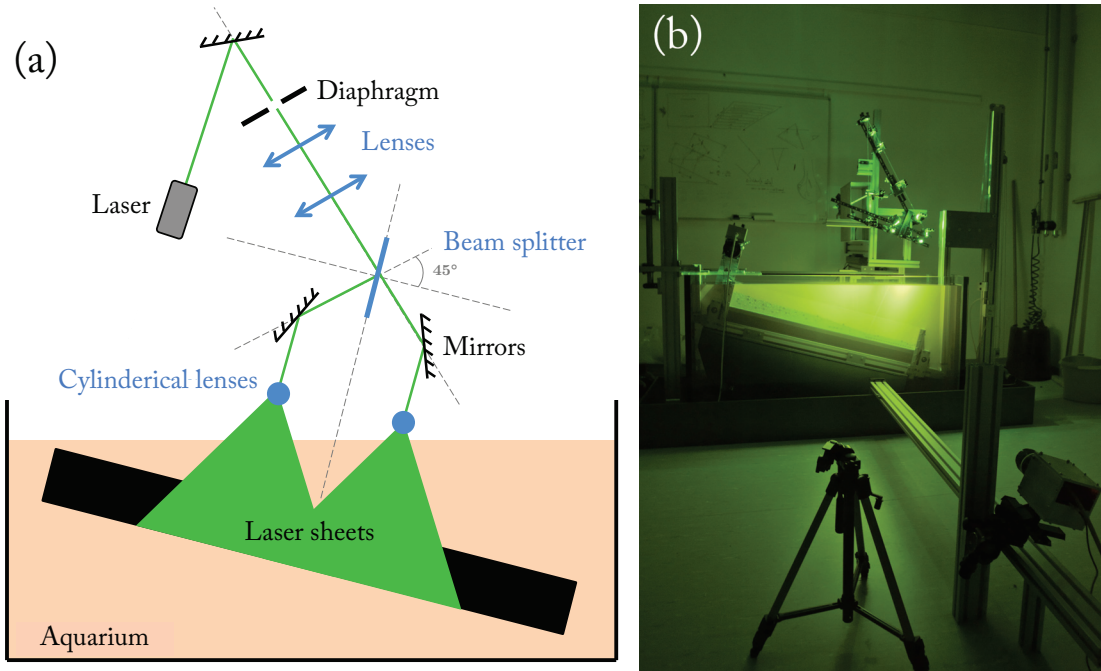 (a)
(b)
Diaphragm
Lenses
Laser
Beam splitter
45°
Mirrors
Cylinderical lenses
Laser sheets
Aquarium